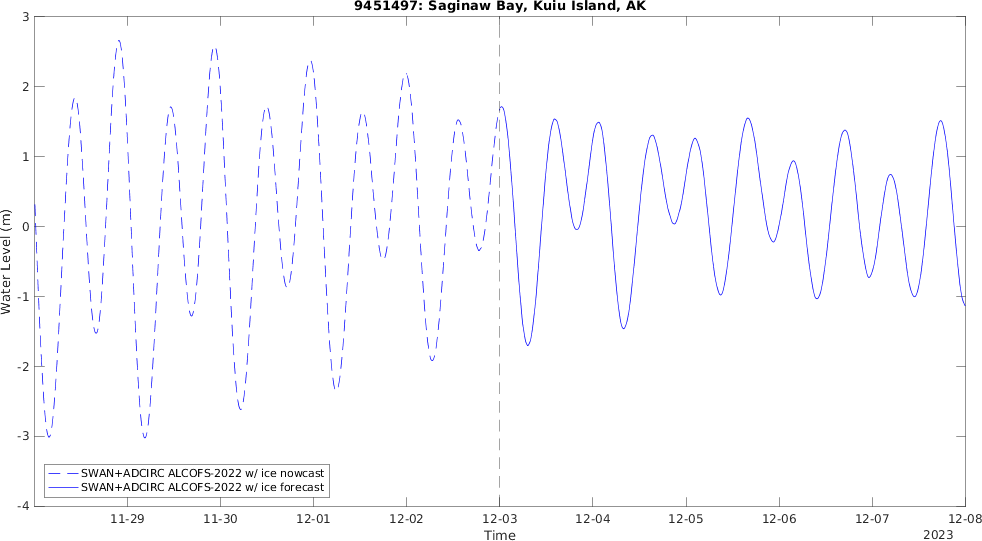 9451497: Saginaw Bay, Kuiu Island, AK
3
2
1
0
-1
-2
-3
-4
Water Level (m)
SWAN+ADCIRC ALCOFS-2022 w/ ice nowcast
SWAN+ADCIRC ALCOFS-2022 w/ ice forecast
11-29 11-30 12-01 12-02 12-03 12-04 12-05 12-06 12-07 12-08
Time
2023